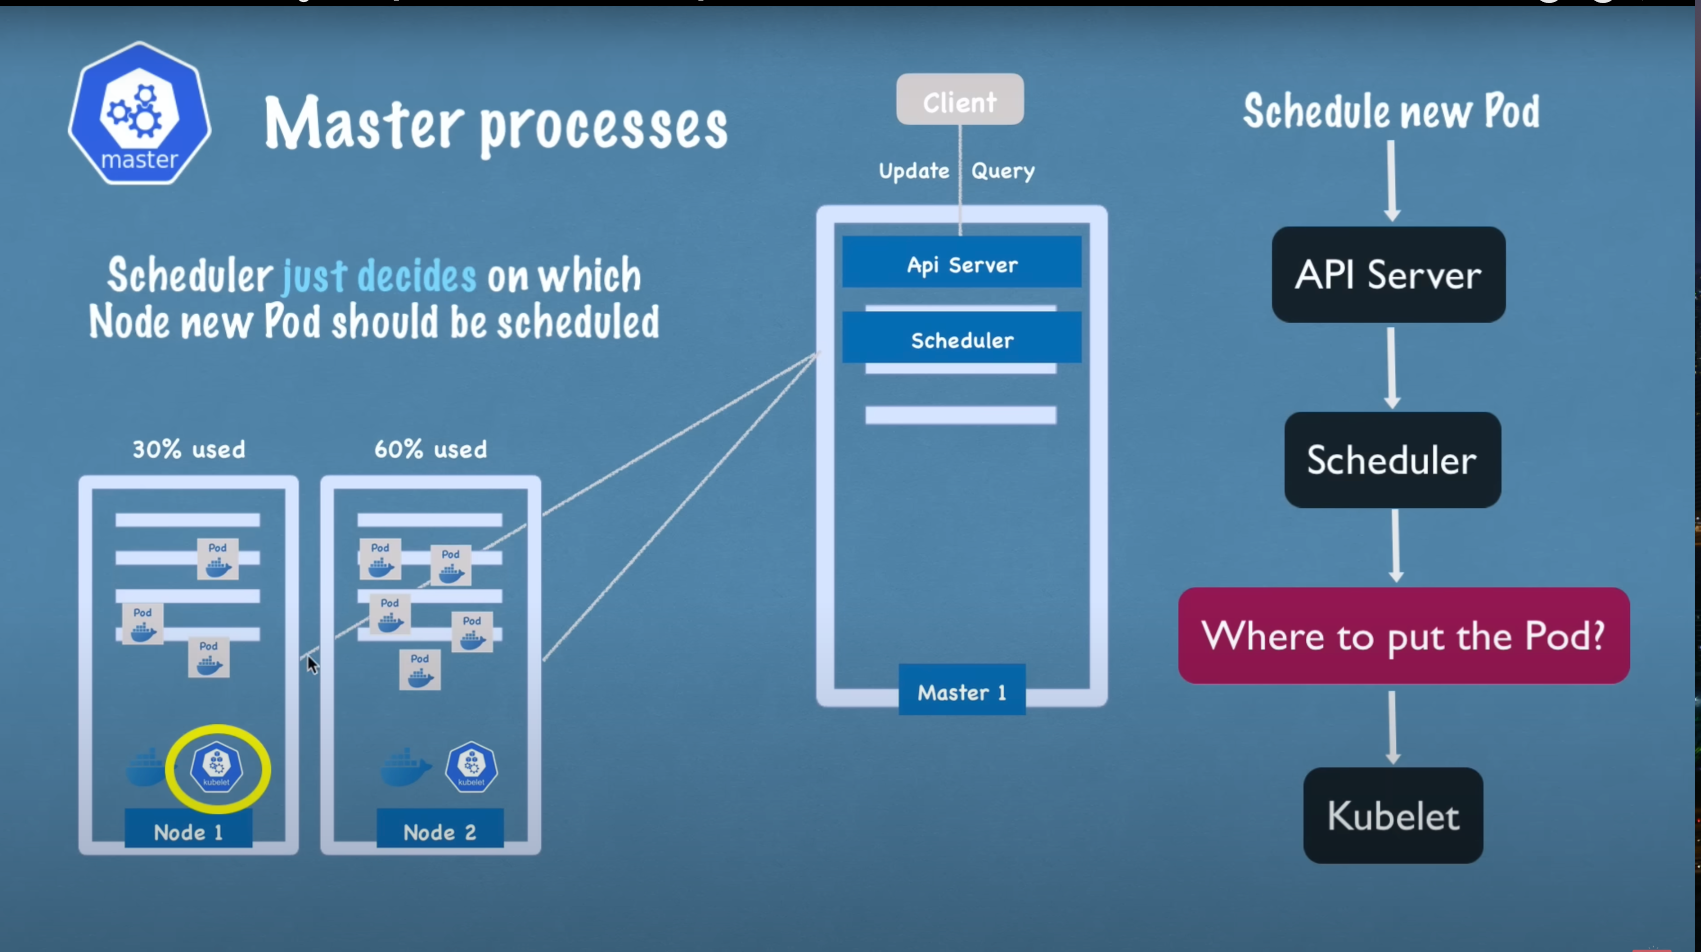 master
Master processes
Scheduler just decides on which
Node new Pod should be scheduled
30% used
60% used
Pod
Pod
Pod
kubelet
Node 1
Pod
Pod
Pod
Pod
Pod
kubelet
Node 2
Client
Update
Query
Api Server
Scheduler
Master 1
Schedule new Pod
API Server
Scheduler
Where to put the Pod?
Kubelet